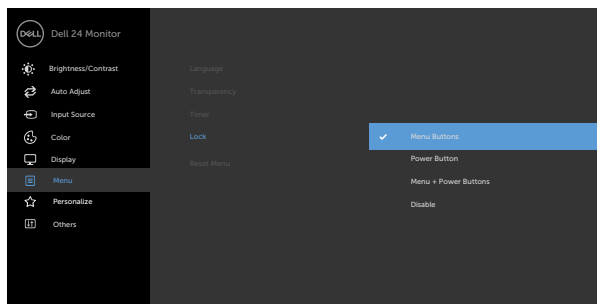 DELL
Dell 24 Monitor
Brightness/Contrast
Auto Adjust
Input Source
Color
Display
Menu
Personalize
Others
Language
Transparency
Timer
Lock
Reset Menu
Menu Buttons
Power Button
Menu + Power Buttons
Disable